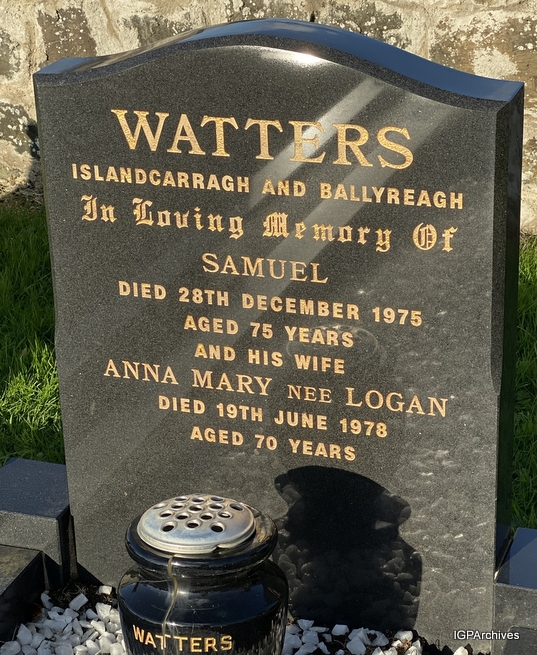 WATTERS
ISLANDCARRAGH AND BALLYREAGH
In Loving Memory Of
SAMUEL
DIED 28TH DECEMBER 1975
AGED 75 YEARS
AND HIS WIFE
ANNA MARY NEE LOGAN
DIED 19TH JUNE 1978
AGED 70 YEARS
WATTERS
IGPArchives